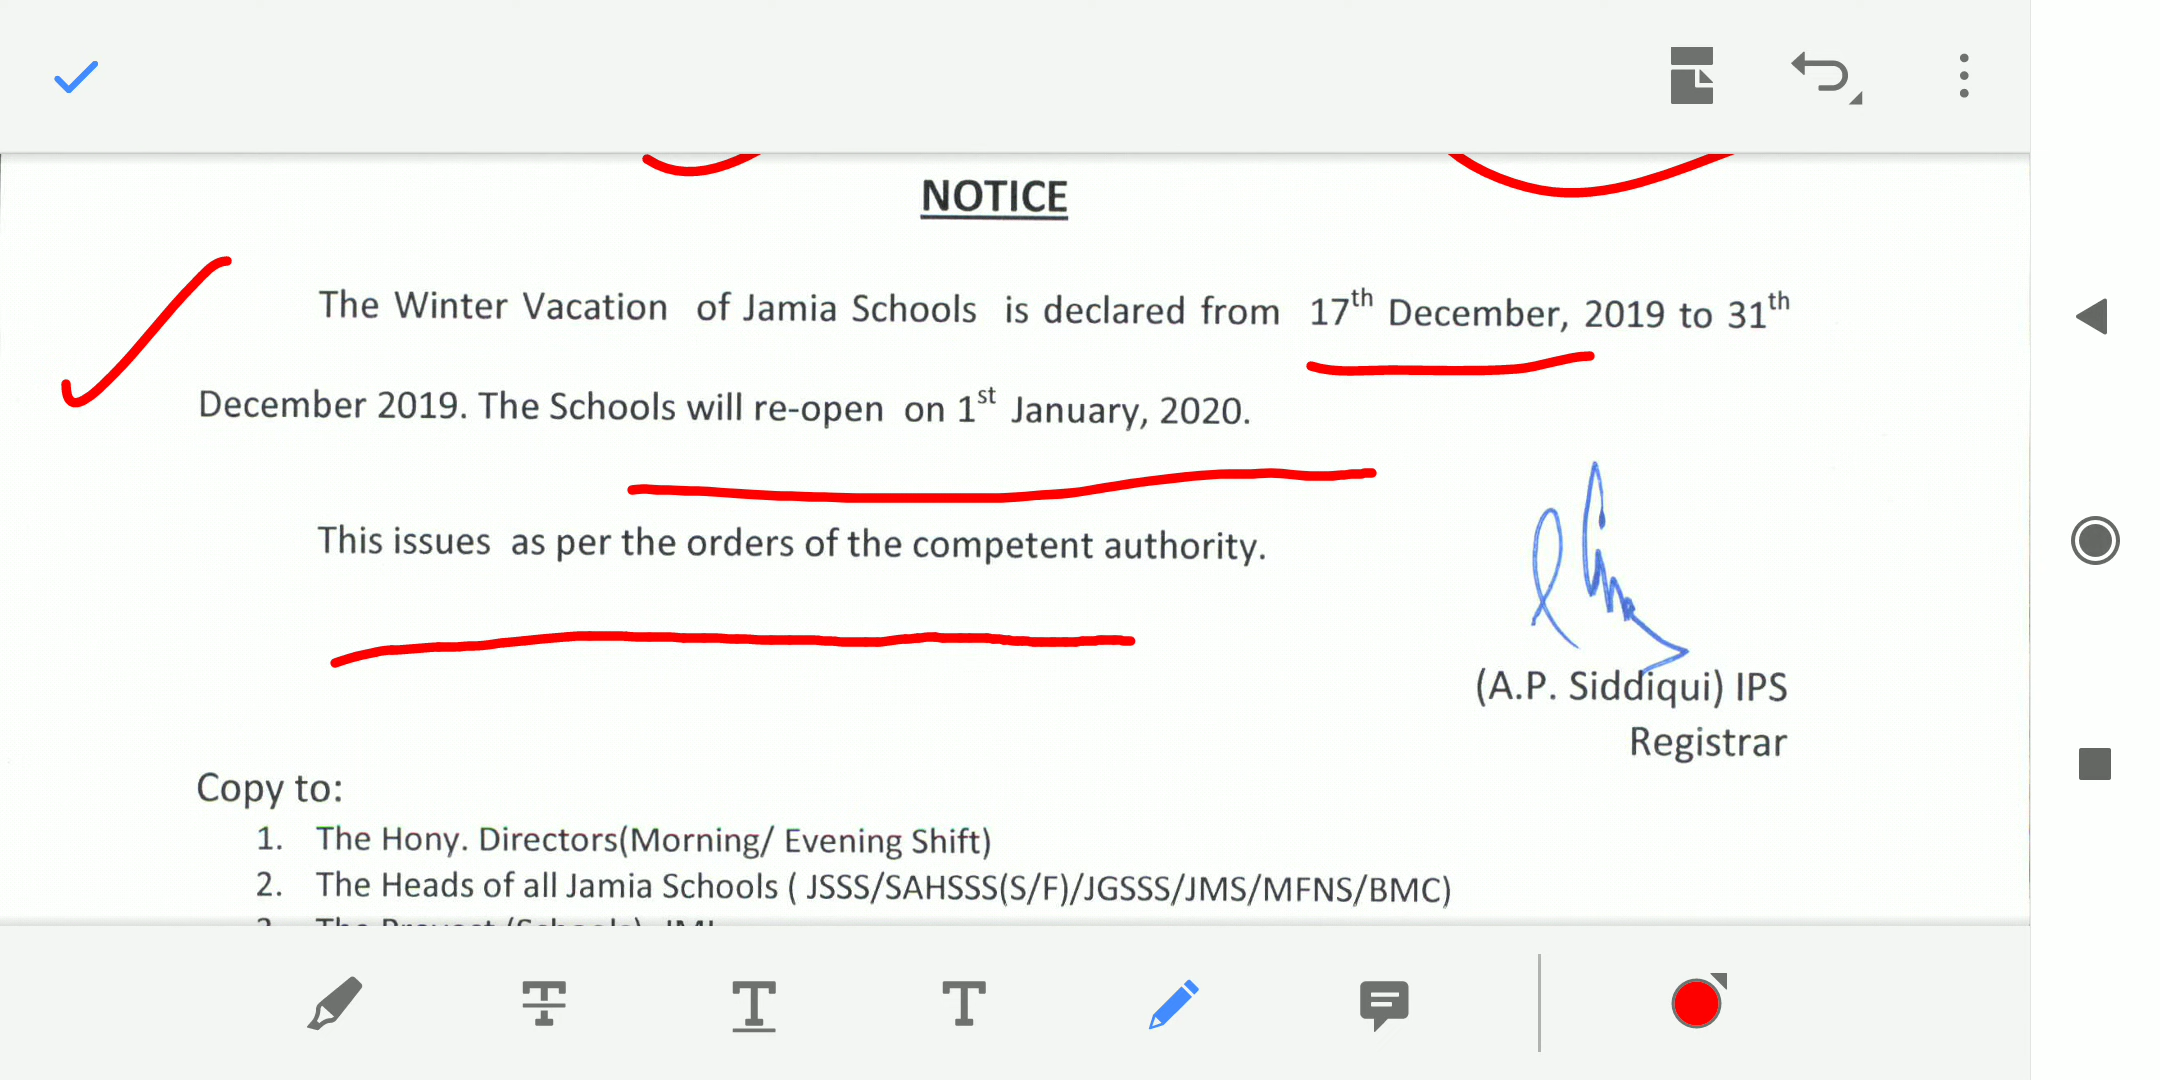 NOTICE
The Winter Vacation of Jamia Schools is declared from 17th December, 2019 to 31th
December 2019. The Schools will re-open on 1st January, 2020.
This issues as per the orders of the competent authority.
(A.P. Siddiqui) IPS
Registrar
Copy to:
1. The Hony. Directors(Morning/ Evening Shift)
2. The Heads of all Jamia Schools ( JSSS/SAHSSS(S/F)/JGSSS/JMS/MFNS/BMC)